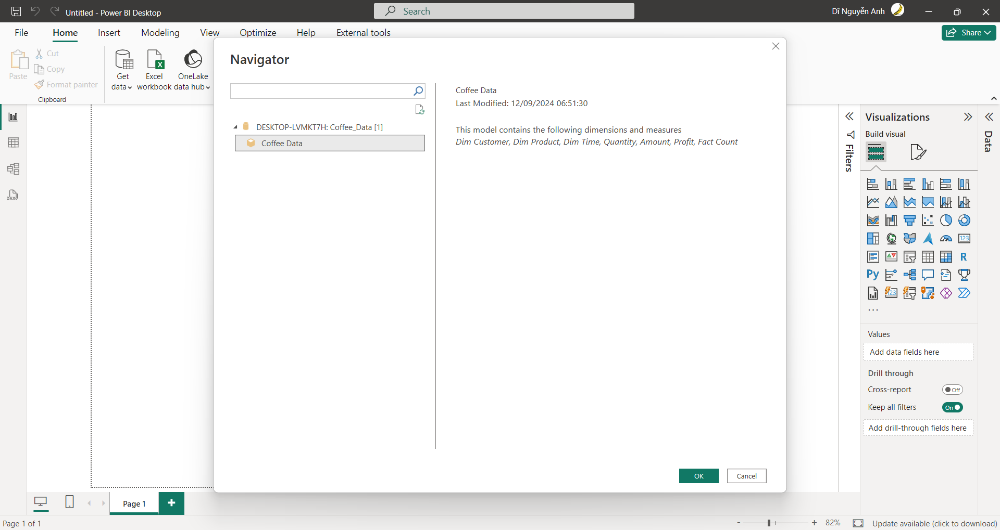 Untitled - Power BI Desktop
Search
Dĩ Nguyễn Anh
File Home Insert Modeling View Optimize Help External tools
Share
Paste
Cut
Copy
Format painter
Clipboard
Get data
Excel workbook
OneLake data hub
Navigator
DESKTOP-LVMKT7H: Coffee_Data [1]
Coffee Data
Coffee Data
Last Modified: 12/09/2024 06:51:30
This model contains the following dimensions and measures
Dim Customer, Dim Product, Dim Time, Quantity, Amount, Profit, Fact Count
OK
Cancel
Filters
Visualizations
Build visual
Data
123
R
Py
123
...
Values
Add data fields here
Drill through
Cross-report
Off
Keep all filters
On
Add drill-through fields here
DAX
Page 1
+
Page 1 of 1
- + 82%
Update available (click to download)